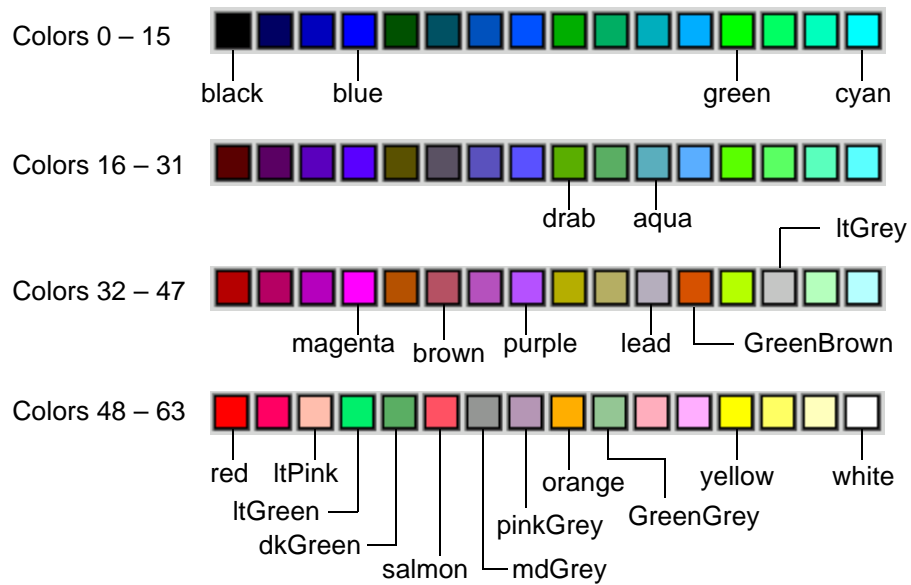 Colors 0 – 15
black blue green cyan
Colors 16 – 31
drab aqua
ltGrey
Colors 32 – 47
magenta brown purple lead GreenBrown
Colors 48 – 63
red ltPink orange yellow white
ltGreen pinkGrey GreenGrey
dkGreen
salmon mdGrey